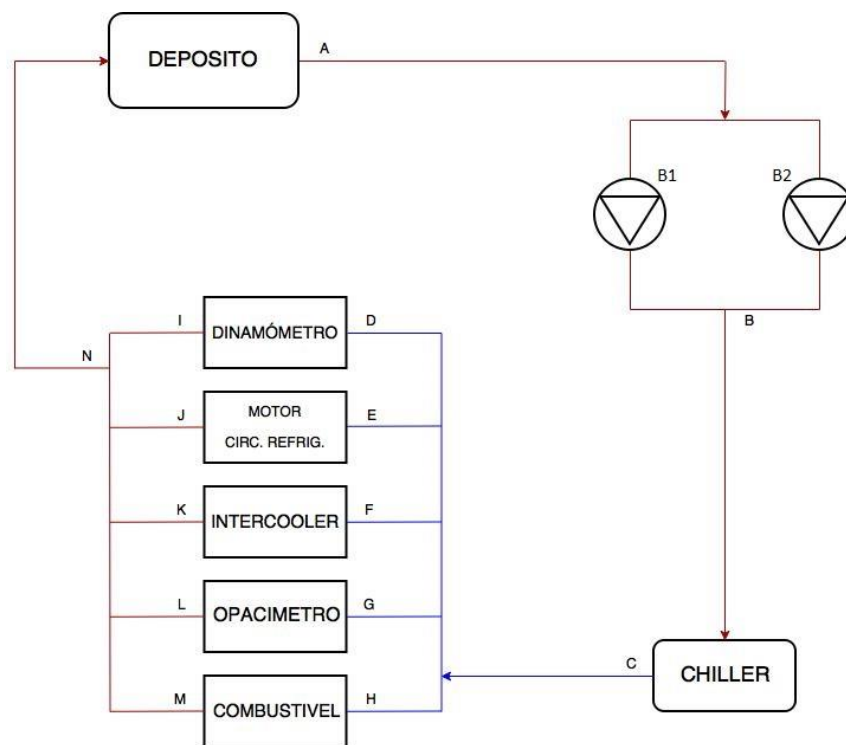 DEPOSITO
A
B1
B2
B
I
DINAMÓMETRO
D
N
J
MOTOR
CIRC. REFRIG.
E
K
INTERCOOLER
F
L
OPACIMETRO
G
C
CHILLER
M
COMBUSTIVEL
H